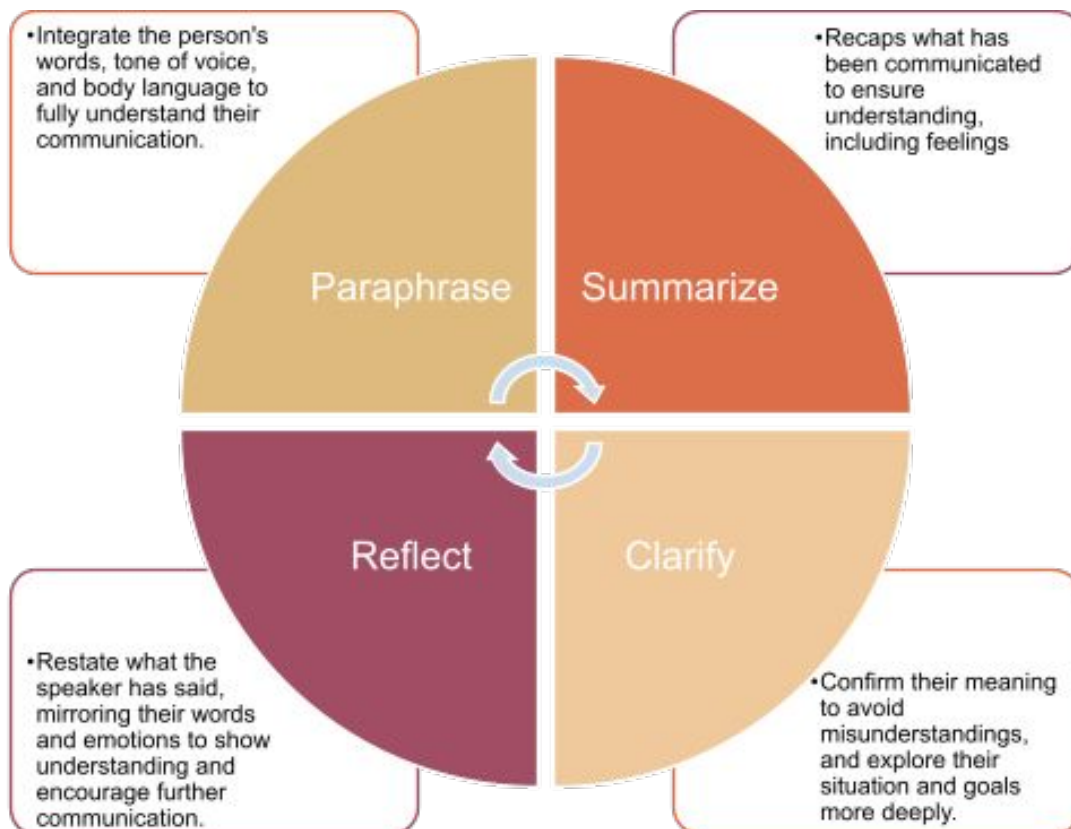 •Integrate the person's
words, tone of voice,
and body language to
fully understand their
communication.
•Recaps what has
been communicated
to ensure
understanding,
including feelings
Paraphrase
Summarize
Reflect
Clarify
•Restate what the
speaker has said,
mirroring their words
and emotions to show
understanding and
encourage further
communication.
•Confirm their meaning
to avoid
misunderstandings,
and explore their
situation and goals
more deeply.